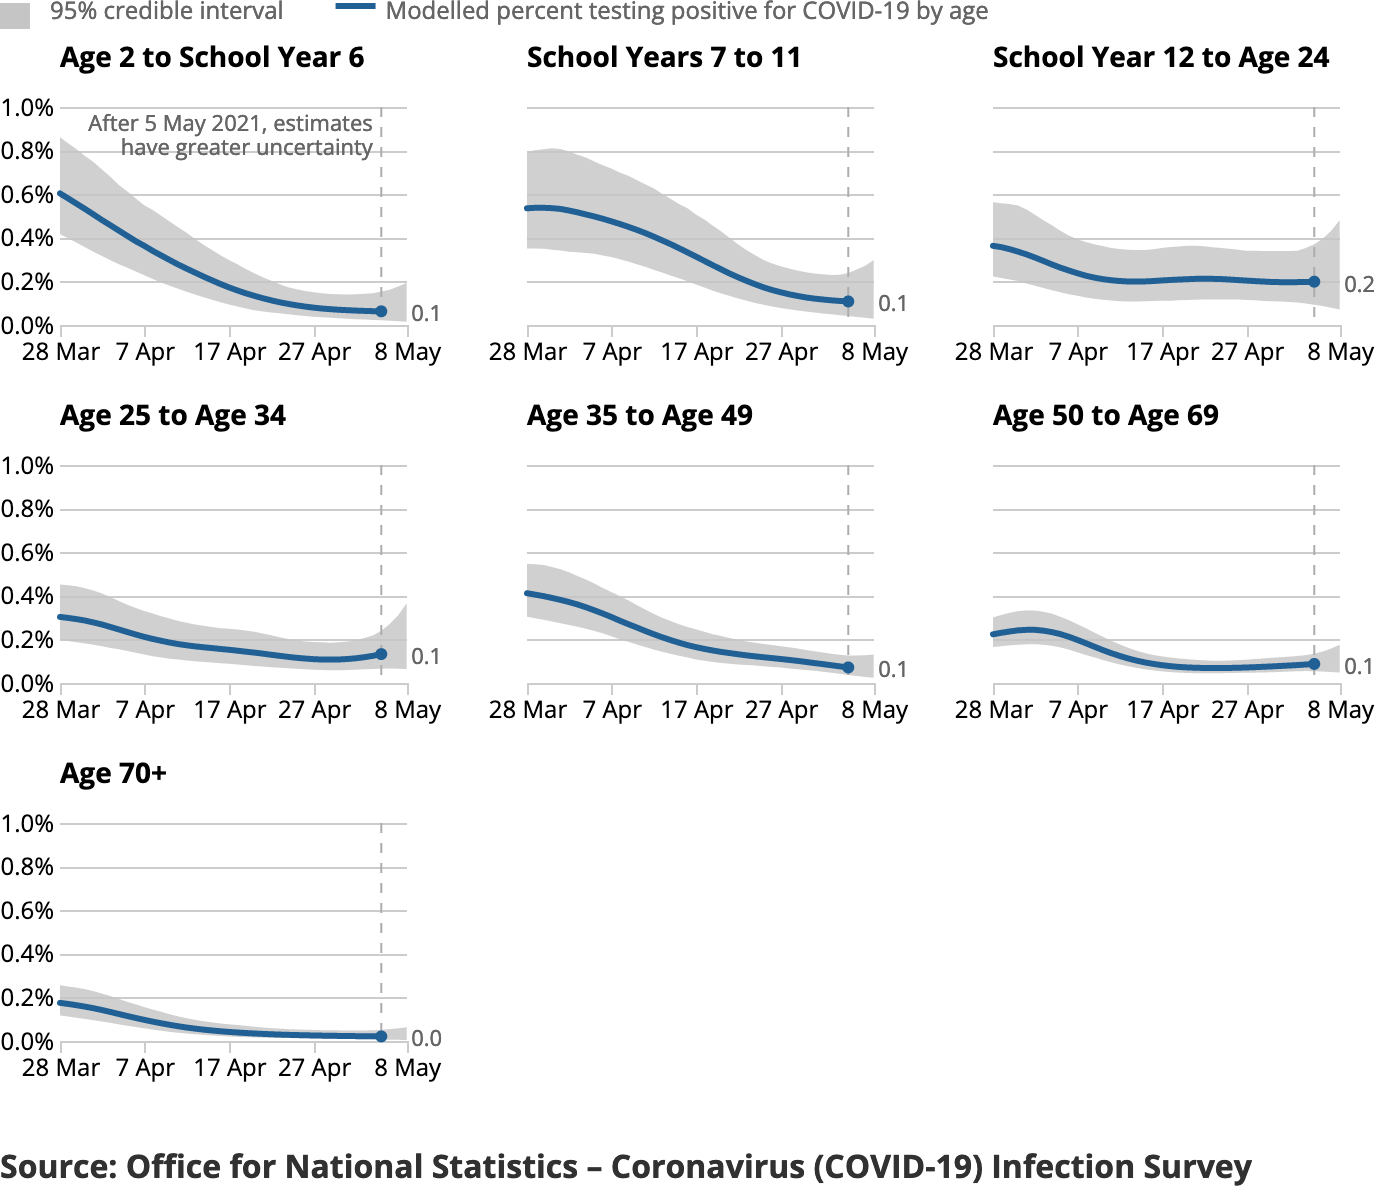 95% credible interval
Modelled percent testing positive for COVID-19 by age
Age 2 to School Year 6
School Years 7 to 11
School Year 12 to Age 24
1.0%
After 5 May 2021, estimates
have greater uncertainty
0.8%
0.6%
0.4%
0.2%
0.0%
0.1
0.1
0.2
28 Mar 7 Apr 17 Apr 27 Apr 8 May
28 Mar 7 Apr 17 Apr 27 Apr 8 May
28 Mar 7 Apr 17 Apr 27 Apr 8 May
Age 25 to Age 34
Age 35 to Age 49
Age 50 to Age 69
1.0%
0.8%
0.6%
0.4%
0.2%
0.0%
0.1
0.1
0.1
28 Mar 7 Apr 17 Apr 27 Apr 8 May
28 Mar 7 Apr 17 Apr 27 Apr 8 May
28 Mar 7 Apr 17 Apr 27 Apr 8 May
Age 70+
1.0%
0.8%
0.6%
0.4%
0.2%
0.0%
0.0
28 Mar 7 Apr 17 Apr 27 Apr 8 May
Source: Office for National Statistics – Coronavirus (COVID-19) Infection Survey